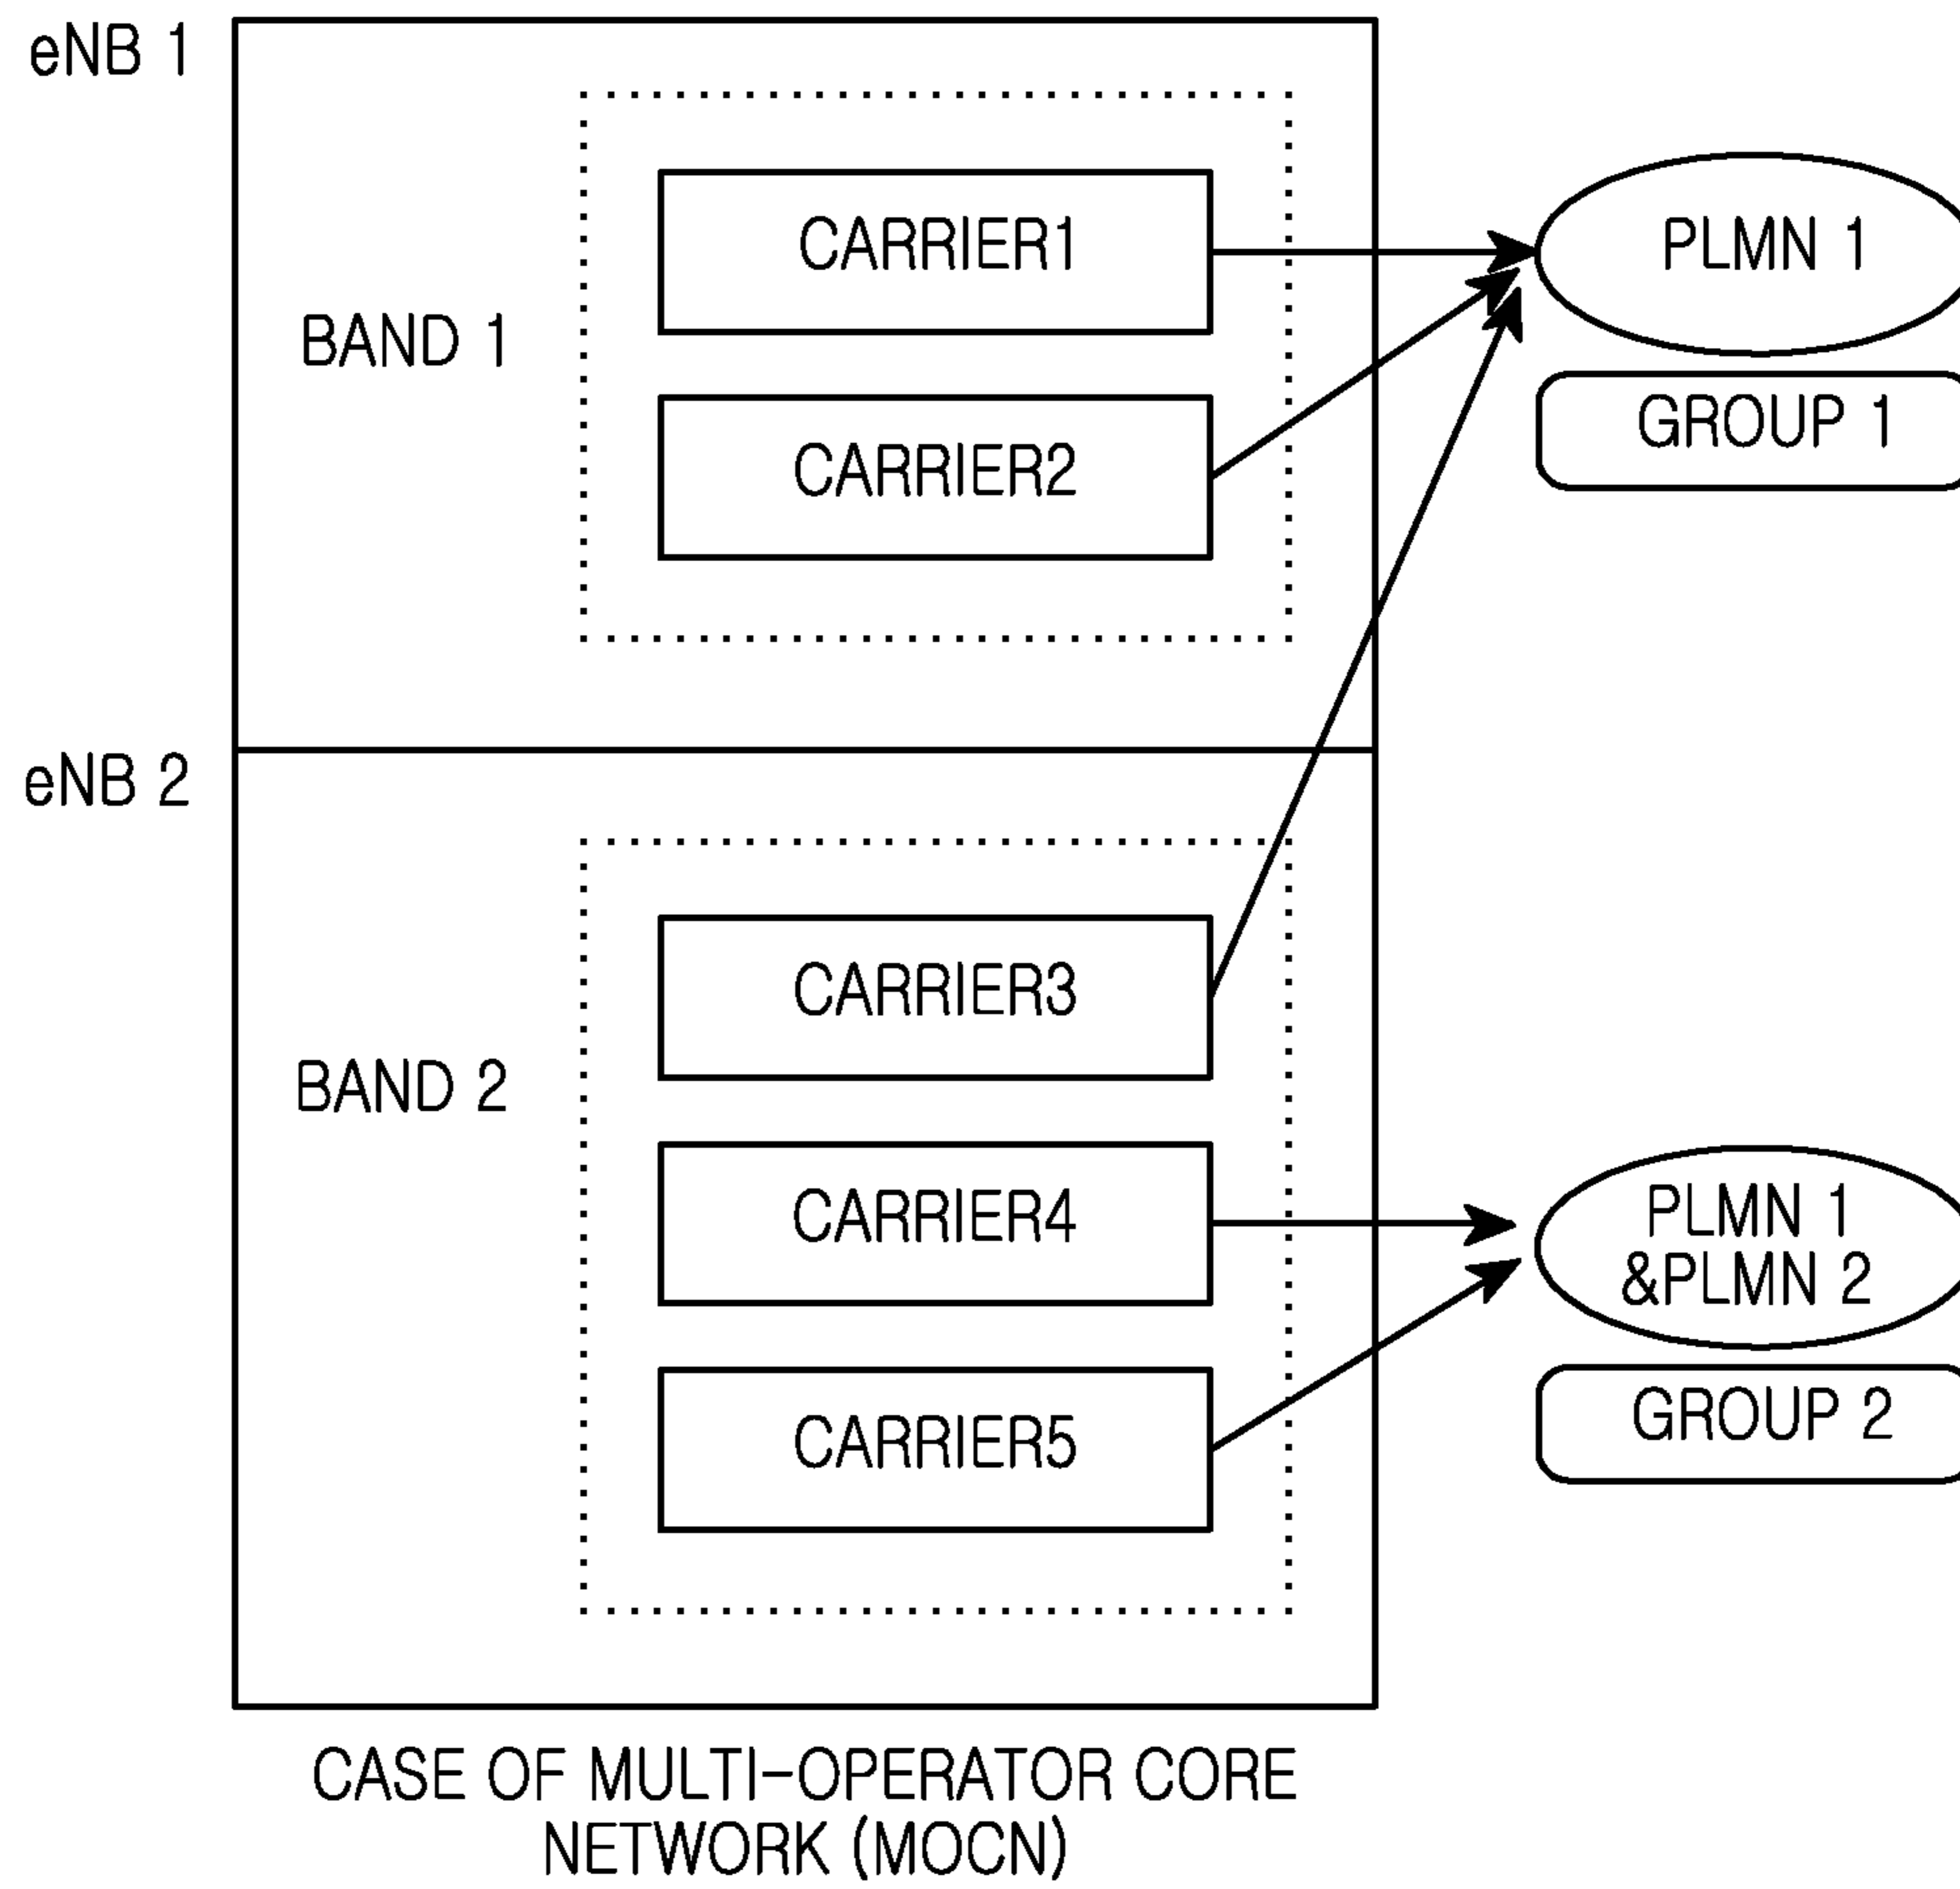 eNB 1
BAND 1
CARRIER1
CARRIER2
PLMN 1
GROUP 1
eNB 2
BAND 2
CARRIER3
CARRIER4
CARRIER5
PLMN 1
&PLMN 2
GROUP 2
CASE OF MULTI-OPERATOR CORE
NETWORK (MOCN)